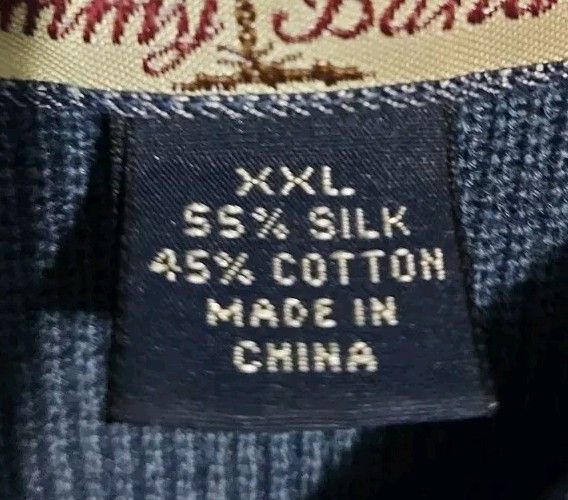 XXL
55% SILK
45% COTTON
MADE IN
CHINA